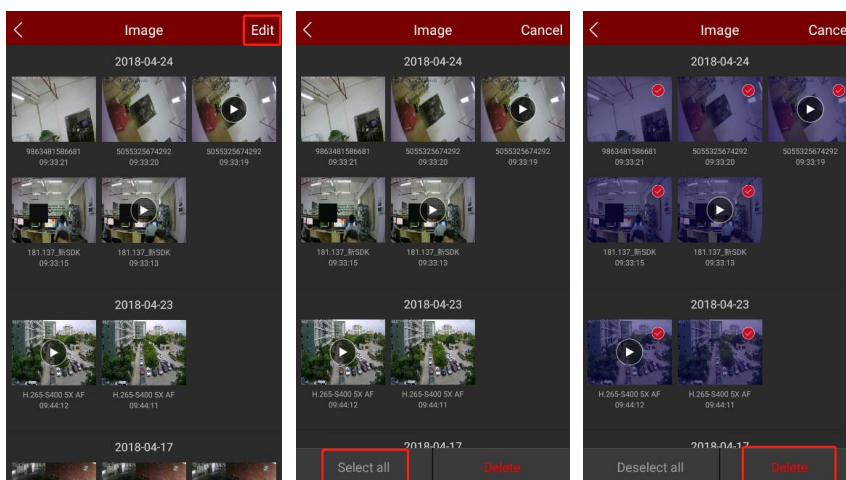 Image Edit
2018-04-24
9863481586681 5055325674292 5055325674292
09:33:21 09:33:20 09:33:19
181.137_新SDK 181.137_新SDK
09:33:15 09:33:13
2018-04-23
H.265-S400 5X AF H.265-S400 5X AF
09:44:12 09:44:11
2018-04-17
Image Cancel
2018-04-24
9863481586681 5055325674292 5055325674292
09:33:21 09:33:20 09:33:19
181.137_新SDK 181.137_新SDK
09:33:15 09:33:13
2018-04-23
H.265-S400 5X AF H.265-S400 5X AF
09:44:12 09:44:11
2018-04-17
Select all Delete
Image Cance
2018-04-24
9863481586681 5055325674292 5055325674292
09:33:21 09:33:20 09:33:19
181.137_新SDK 181.137_新SDK
09:33:15 09:33:13
2018-04-23
H.265-S400 5X AF H.265-S400 5X AF
09:44:12 09:44:11
2018-04-17
Deselect all Delete